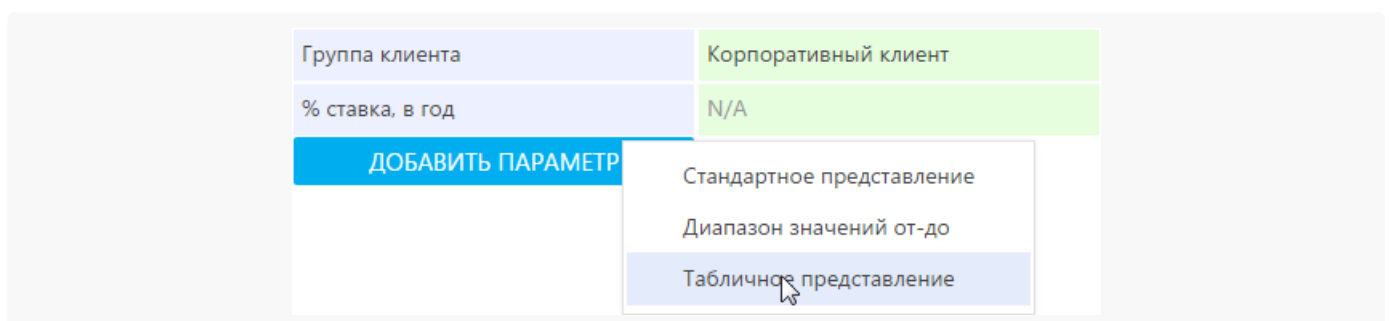 Группа клиента
Корпоративный клиент
% ставка, в год
N/A
ДОБАВИТЬ ПАРАМЕТР
Стандартное представление
Диапазон значений от-до
Табличное представление